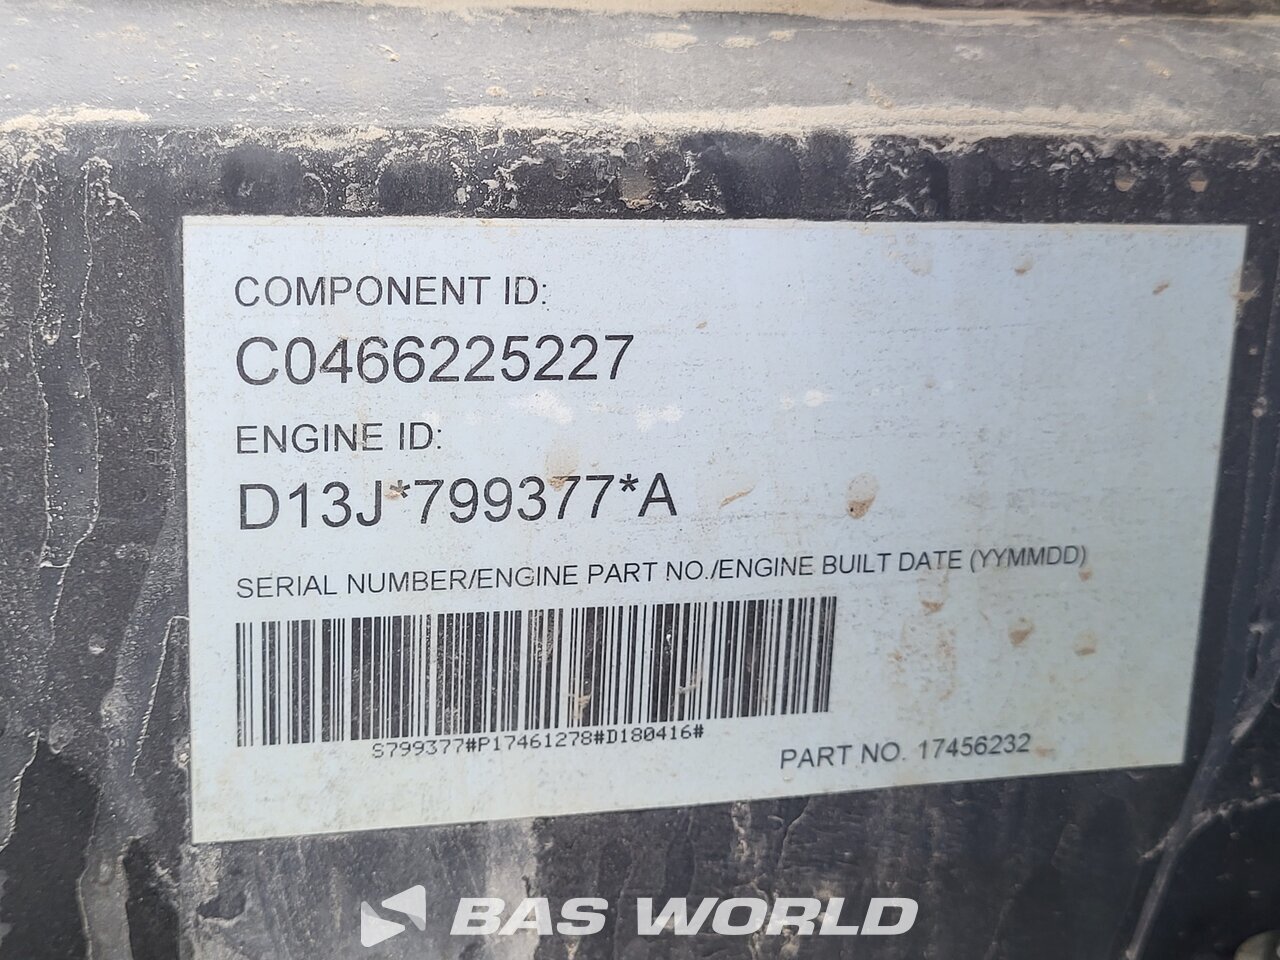 COMPONENT ID:
C0466225227
ENGINE ID:
D13J*799377*A
SERIAL NUMBER/ENGINE PART NO./ENGINE BUILT DATE (YYMMDD)
S799377#P17461278#D180416#
PART NO. 17456232
BAS WORLD